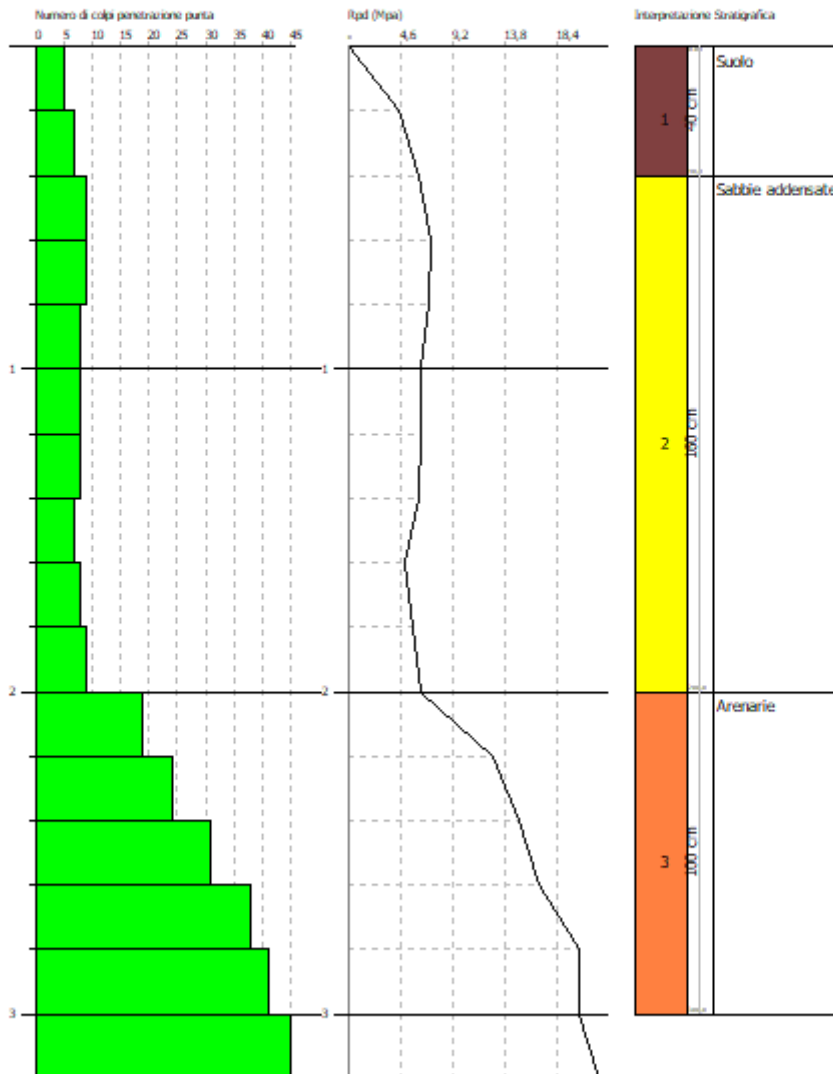 Numero di colpi penetrazione punta
Rpd (Mpa)
Interpretazione Stratigrafica
0 5 10 15 20 25 30 35 40 45
4,6 9,2 13,8 18,4
Suolo
1
40 cm
Sabbie addensate
1
1
2
160 cm
2
2
Arenarie
3
100 cm
3
3